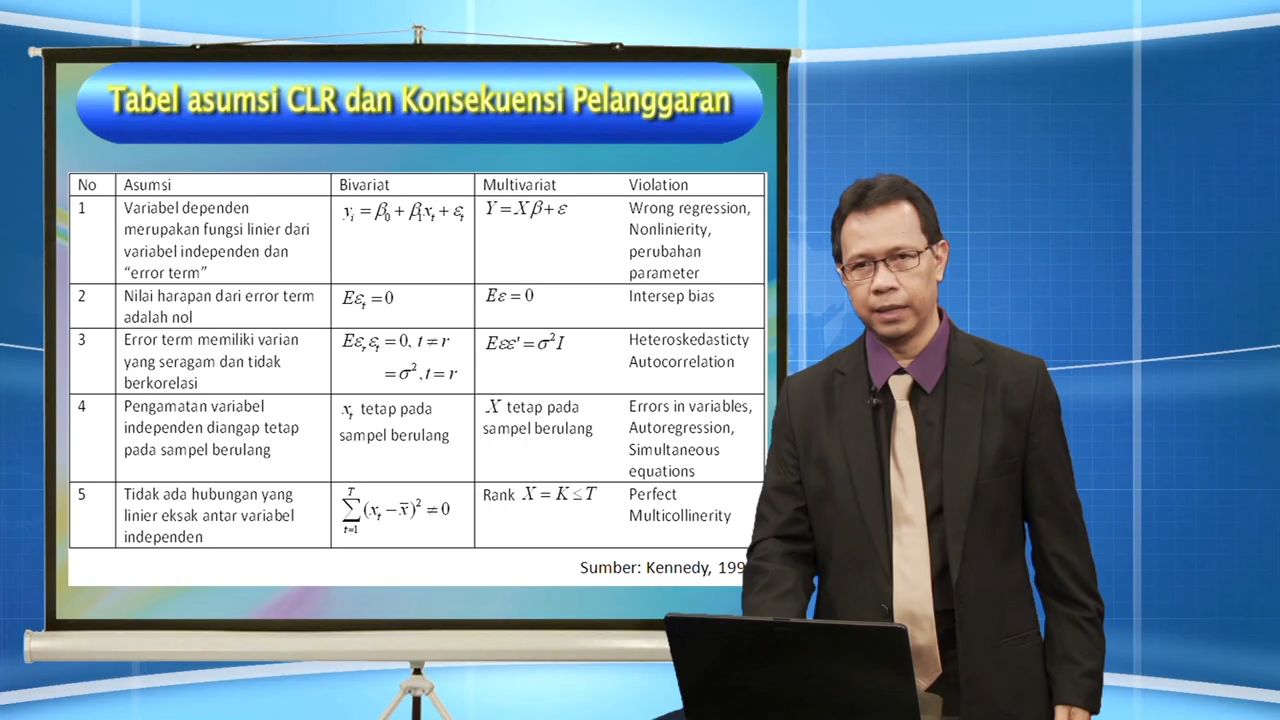 Tabel asumsi CLR dan Konsekuensi Pelanggaran
No Asumsi Bivariat Multivariat Violation
1 Variabel dependen merupakan fungsi linier dari variabel independen dan “error term” yᵢ = β₀ + β₁xₜ + εₜ Y = Xβ + ε Wrong regression, Nonlinierity, perubahan parameter
2 Nilai harapan dari error term adalah nol Eεₜ = 0 Eε = 0 Intersep bias
3 Error term memiliki varian yang seragam dan tidak berkorelasi Eεᵣεₜ = 0, t ≠ r = σ², t = r Eεε' = σ²I Heteroskedasticty Autocorrelation
4 Pengamatan variabel independen diangap tetap pada sampel berulang xₜ tetap pada sampel berulang X tetap pada sampel berulang Errors in variables, Autoregression, Simultaneous equations
5 Tidak ada hubungan yang linier eksak antar variabel independen ∑ₜ₌₁ᵀ(xₜ − x̅)² ≠ 0 Rank X = K ≤ T Perfect Multicollinerity
Sumber: Kennedy,